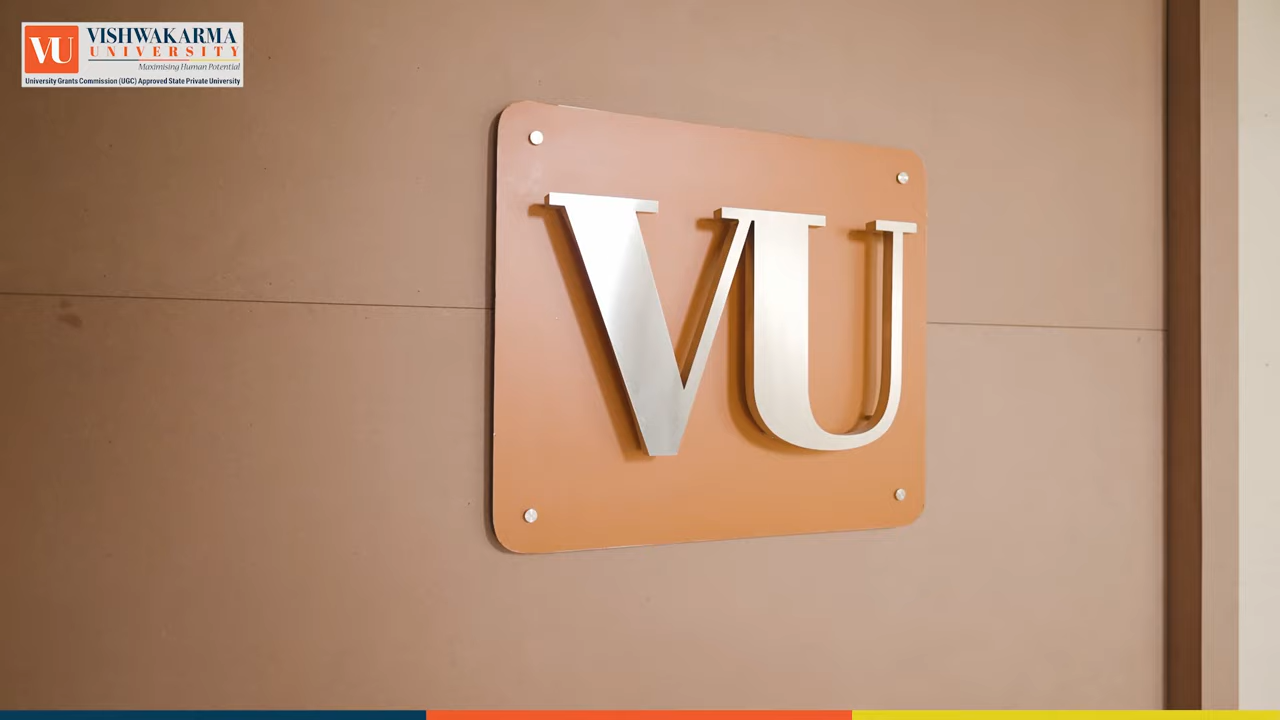 VU
VISHWAKARMA
UNIVERSITY
Maximising Human Potential
University Grants Commission (UGC) Approved State Private University
VU